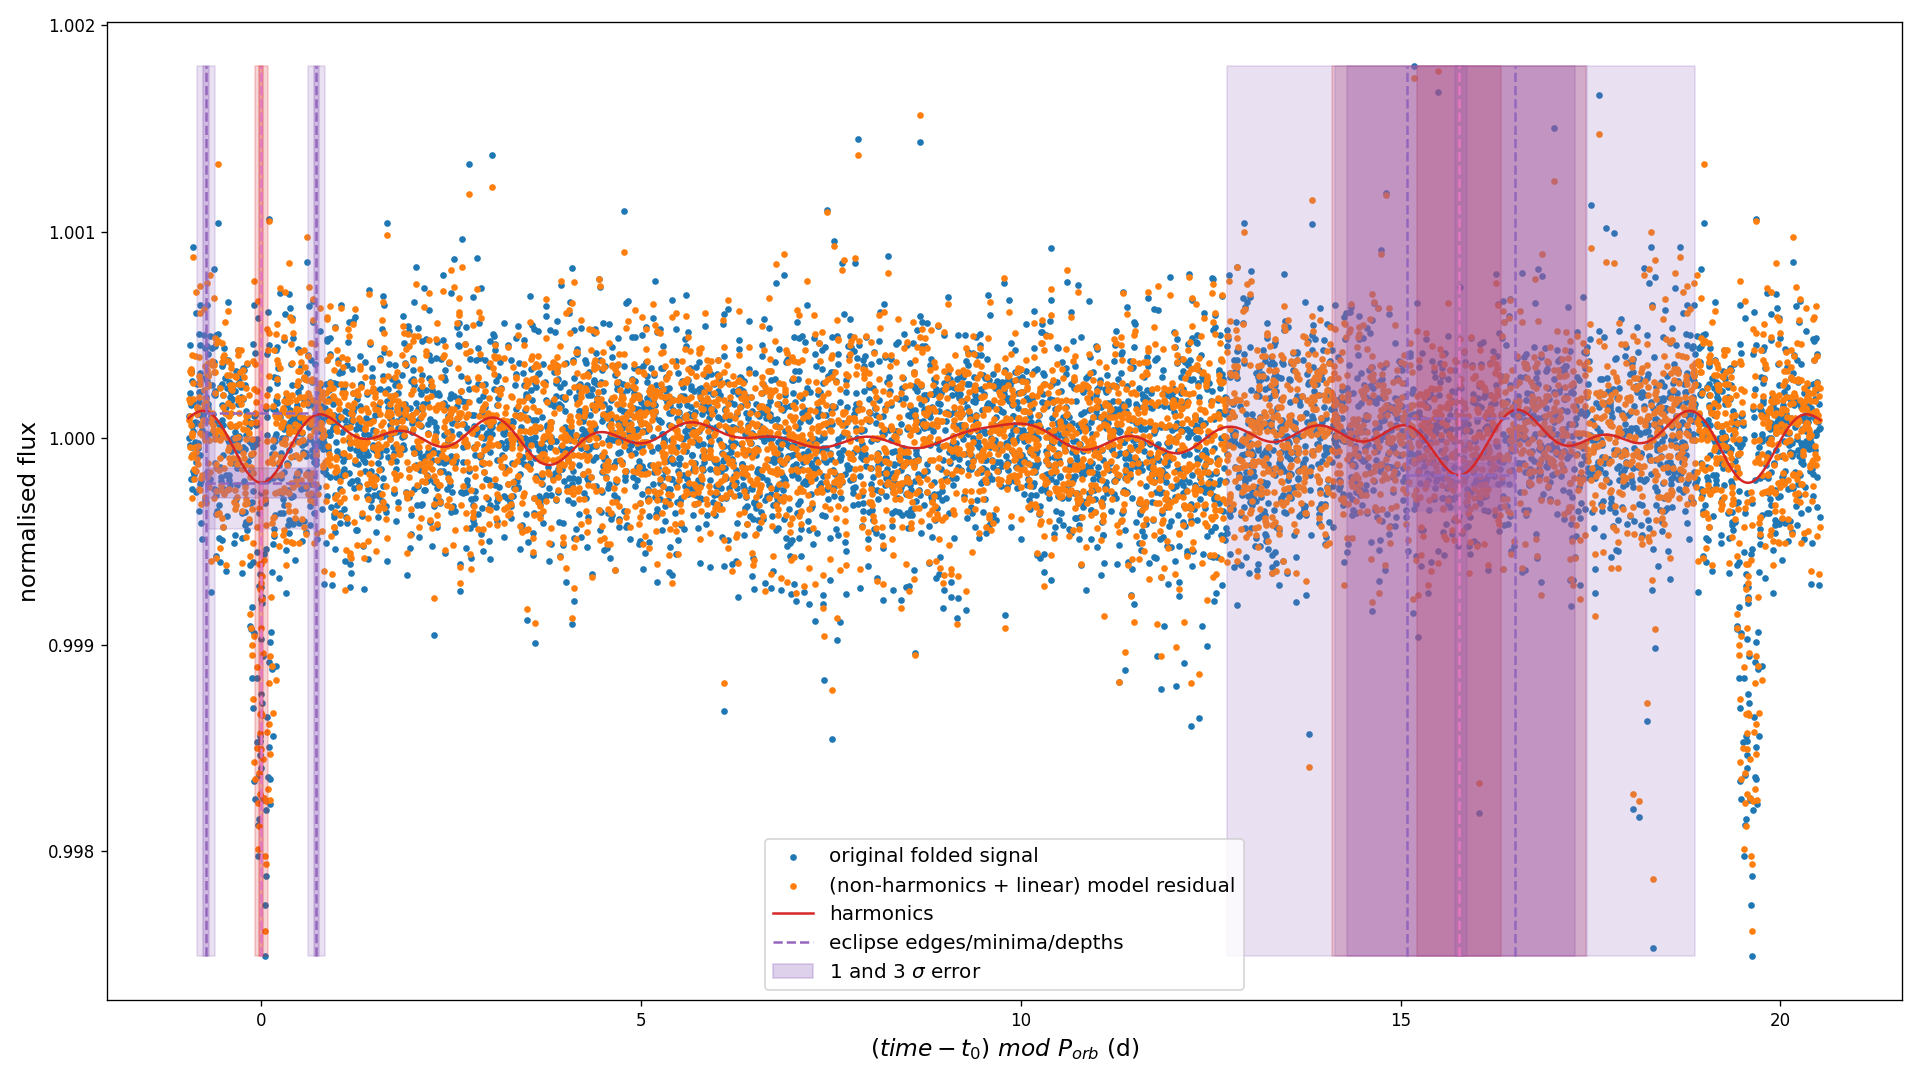 1.002
1.001
1.000
0.999
0.998
normalised flux
original folded signal
(non-harmonics + linear) model residual
harmonics
eclipse edges/minima/depths
1 and 3 σ error
0 5 10 15 20
(time − t₀) mod Pₒᵣb (d)